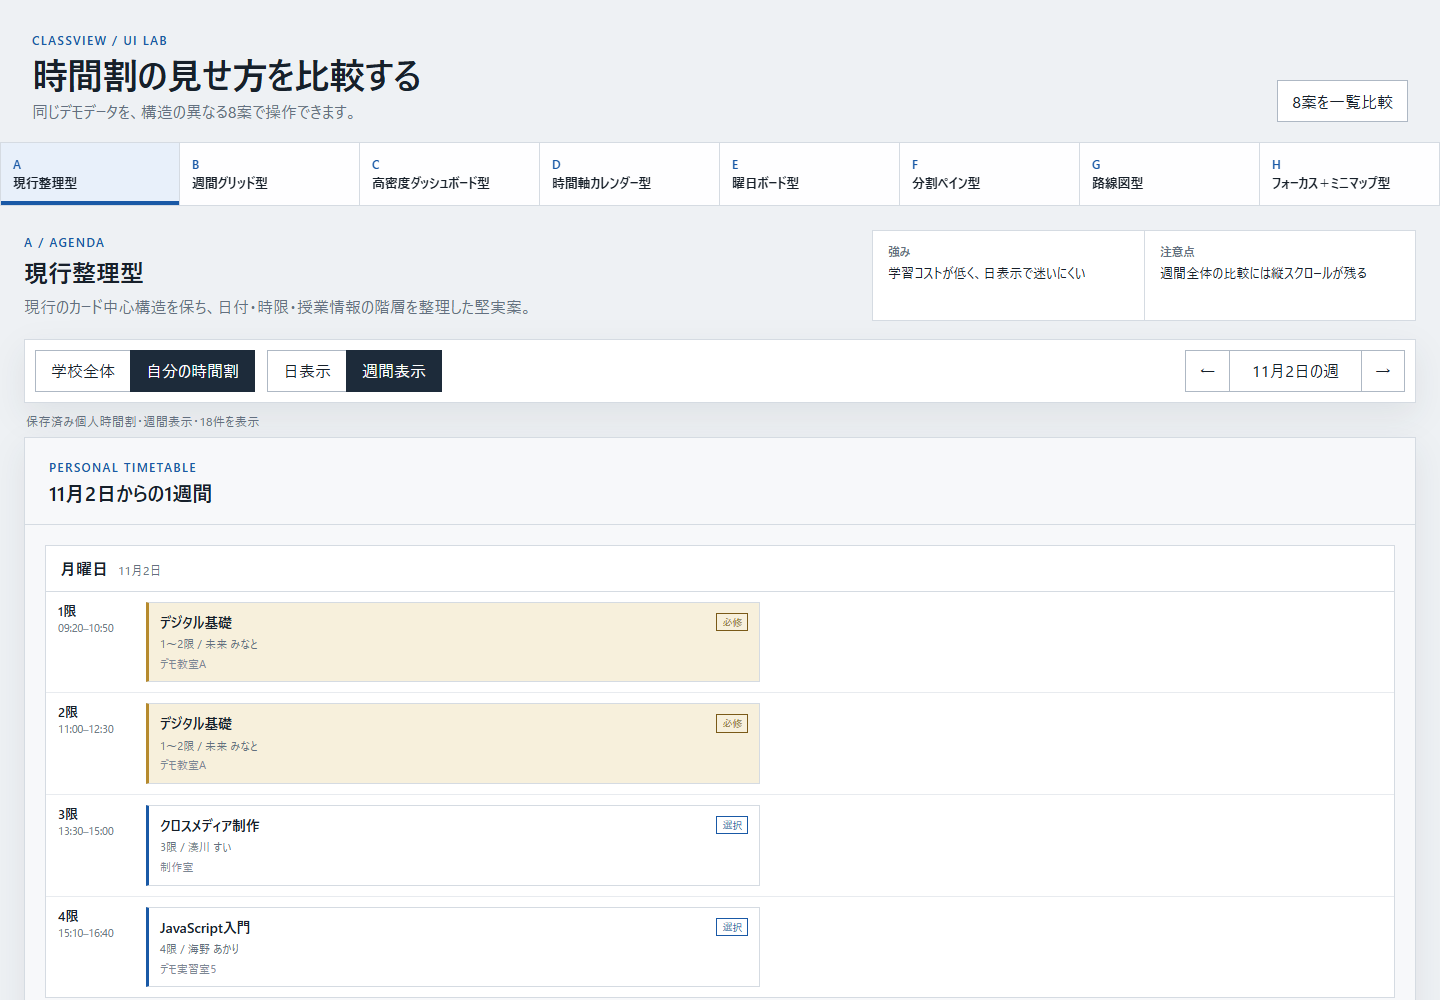 CLASSVIEW / UI LAB
時間割の見せ方を比較する
同じデモデータを、構造の異なる8案で操作できます。
8案を一覧比較
A
現行整理型
B
週間グリッド型
C
高密度ダッシュボード型
D
時間軸カレンダー型
E
曜日ボード型
F
分割ペイン型
G
路線図型
H
フォーカス＋ミニマップ型
A / AGENDA
現行整理型
現行のカード中心構造を保ち、日付・時限・授業情報の階層を整理した堅実案。
強み
学習コストが低く、日表示で迷いにくい
注意点
週間全体の比較には縦スクロールが残る
学校全体
自分の時間割
日表示
週間表示
←
11月2日の週
→
保存済み個人時間割・週間表示・18件を表示
PERSONAL TIMETABLE
11月2日からの1週間
月曜日 11月2日
1限
09:20–10:50
デジタル基礎
必修
1〜2限 / 未来 みなと
デモ教室A
2限
11:00–12:30
デジタル基礎
必修
1〜2限 / 未来 みなと
デモ教室A
3限
13:30–15:00
クロスメディア制作
選択
3限 / 湊川 すい
制作室
4限
15:10–16:40
JavaScript入門
選択
4限 / 海野 あかり
デモ実習室5